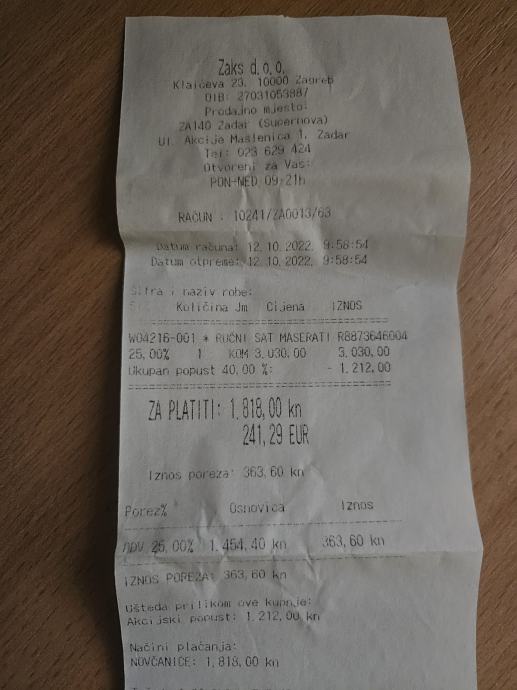 Zaks d.o.o.
Klaićeva 23, 10000 Zagreb
OIB: 27031053887
Prodajno mjesto:
ZA140 Zadar (Supernova)
Ul. Akcije Maslenica 1, Zadar
Tel: 023 629 424
Otvoreni za Vas:
PON-NED 09-21h
RAČUN : 10241/ZA0013/63
Datum računa: 12.10.2022. 9:58:54
Datum otpreme: 12.10.2022. 9:58:54
Šifra i naziv robe:
Količina Jm Cijena IZNOS
W04216-001 * RUČNI SAT MASERATI R8873646004
25,00% 1 KOM 3.030,00 3.030,00
Ukupan popust 40,00 %: - 1.212,00
ZA PLATITI: 1.818,00 kn
241,29 EUR
Iznos poreza: 363,60 kn
Porez% Osnovica Iznos
PDV 25,00% 1.454,40 kn 363,60 kn
IZNOS POREZA: 363,60 kn
Ušteda prilikom ove kupnje:
Akcijski popust: 1.212,00 kn
Načini plaćanja:
NOVČANICE: 1.818,00 kn